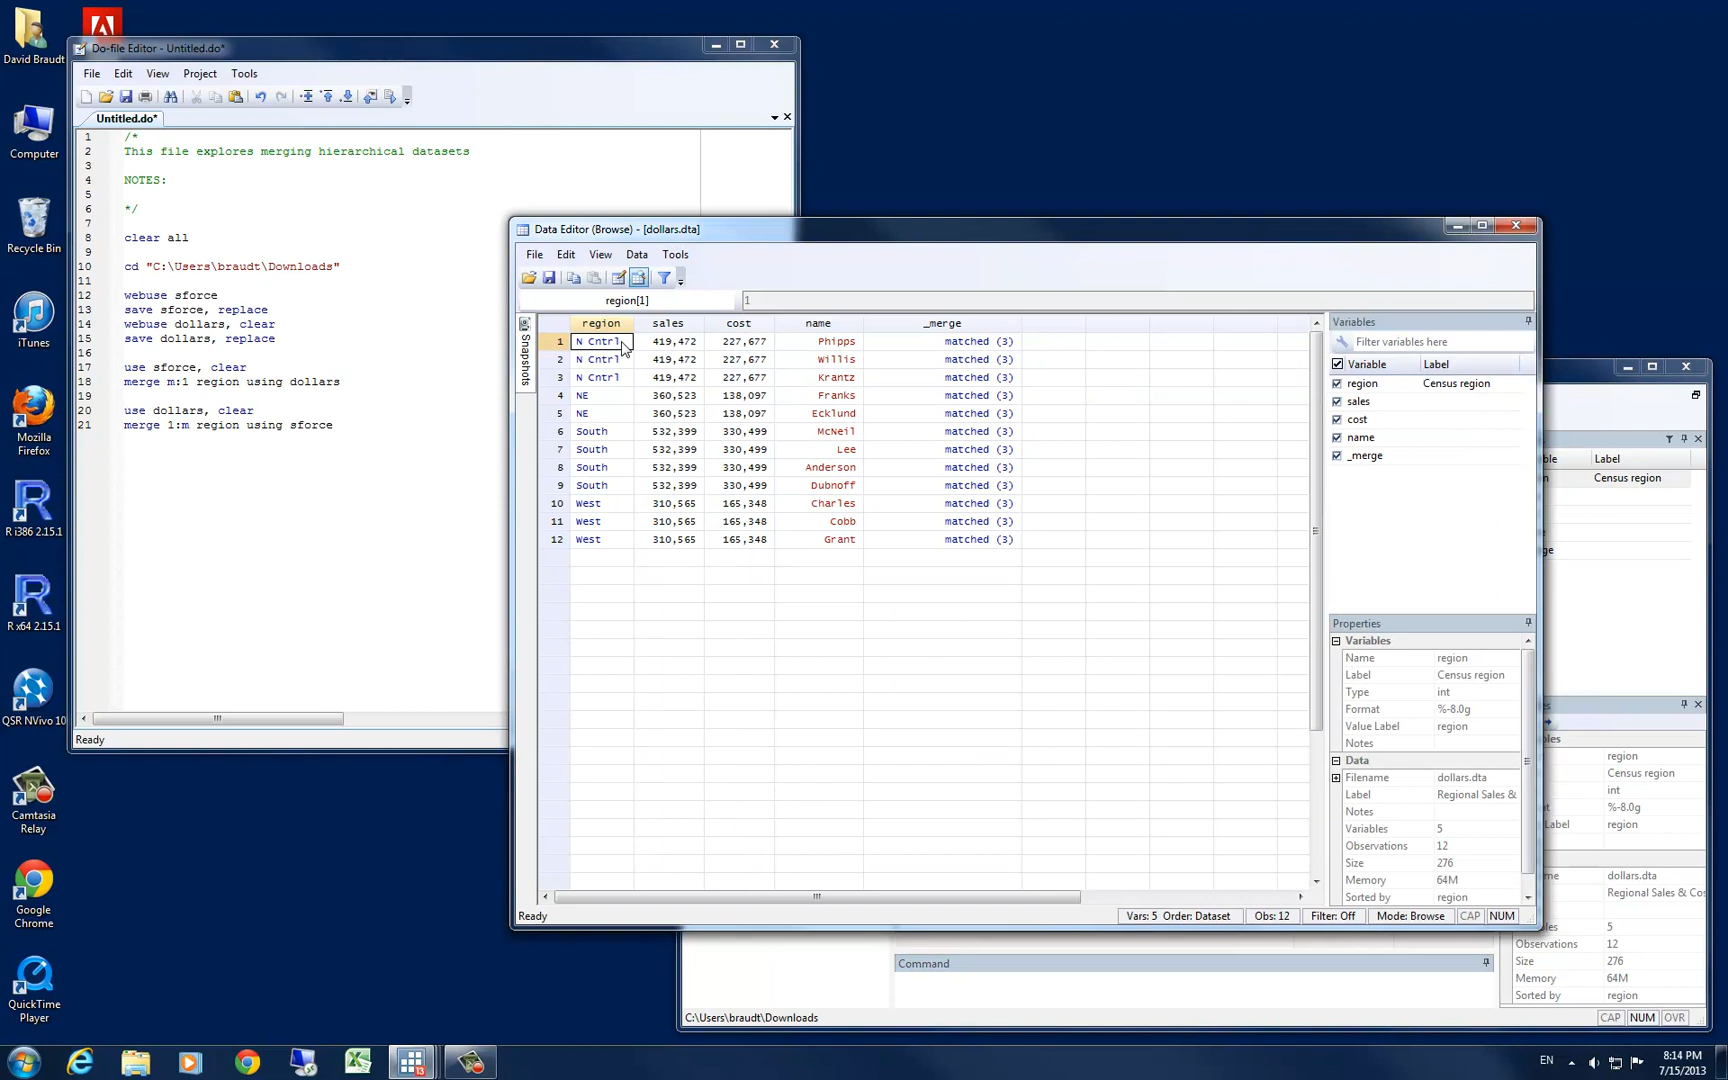 David Braudt
Computer
Recycle Bin
iTunes
Mozilla
Firefox
R i386 2.15.1
R x64 2.15.1
QSR NVivo 10
Camtasia
Relay
Google
Chrome
QuickTime
Player
Do-file Editor - Untitled.do*
File Edit View Project Tools
Untitled.do*
1 /*
2 This file explores merging hierarchical datasets
3
4 NOTES:
5
6 */
7
8 clear all
9
10 cd "C:\Users\braudt\Downloads"
11
12 webuse sforce
13 save sforce, replace
14 webuse dollars, clear
15 save dollars, replace
16
17 use sforce, clear
18 merge m:1 region using dollars
19
20 use dollars, clear
21 merge 1:m region using sforce
Ready
Data Editor (Browse) - [dollars.dta]
File Edit View Data Tools
region[1] 1
Snapshots
region sales cost name _merge
1 N Cntrl 419,472 227,677 Phipps matched (3)
2 N Cntrl 419,472 227,677 Willis matched (3)
3 N Cntrl 419,472 227,677 Krantz matched (3)
4 NE 360,523 138,097 Franks matched (3)
5 NE 360,523 138,097 Ecklund matched (3)
6 South 532,399 330,499 McNeil matched (3)
7 South 532,399 330,499 Lee matched (3)
8 South 532,399 330,499 Anderson matched (3)
9 South 532,399 330,499 Dubnoff matched (3)
10 West 310,565 165,348 Charles matched (3)
11 West 310,565 165,348 Cobb matched (3)
12 West 310,565 165,348 Grant matched (3)
Variables
Filter variables here
Variable Label
region Census region
sales
cost
name
_merge
Properties
Variables
Name region
Label Census region
Type int
Format %-8.0g
Value Label region
Notes
Data
Filename dollars.dta
Label Regional Sales &
Notes
Variables 5
Observations 12
Size 276
Memory 64M
Sorted by region
Ready
Vars: 5 Order: Dataset Obs: 12 Filter: Off Mode: Browse CAP NUM
ble Label
n Census region
ge
es
bles
region
Census region
int
at %-8.0g
Label region
me dollars.dta
Regional Sales & Cos
les 5
Observations 12
Size 276
Memory 64M
Sorted by region
Command
C:\Users\braudt\Downloads
CAP NUM OVR
13
EN
8:14 PM
7/15/2013